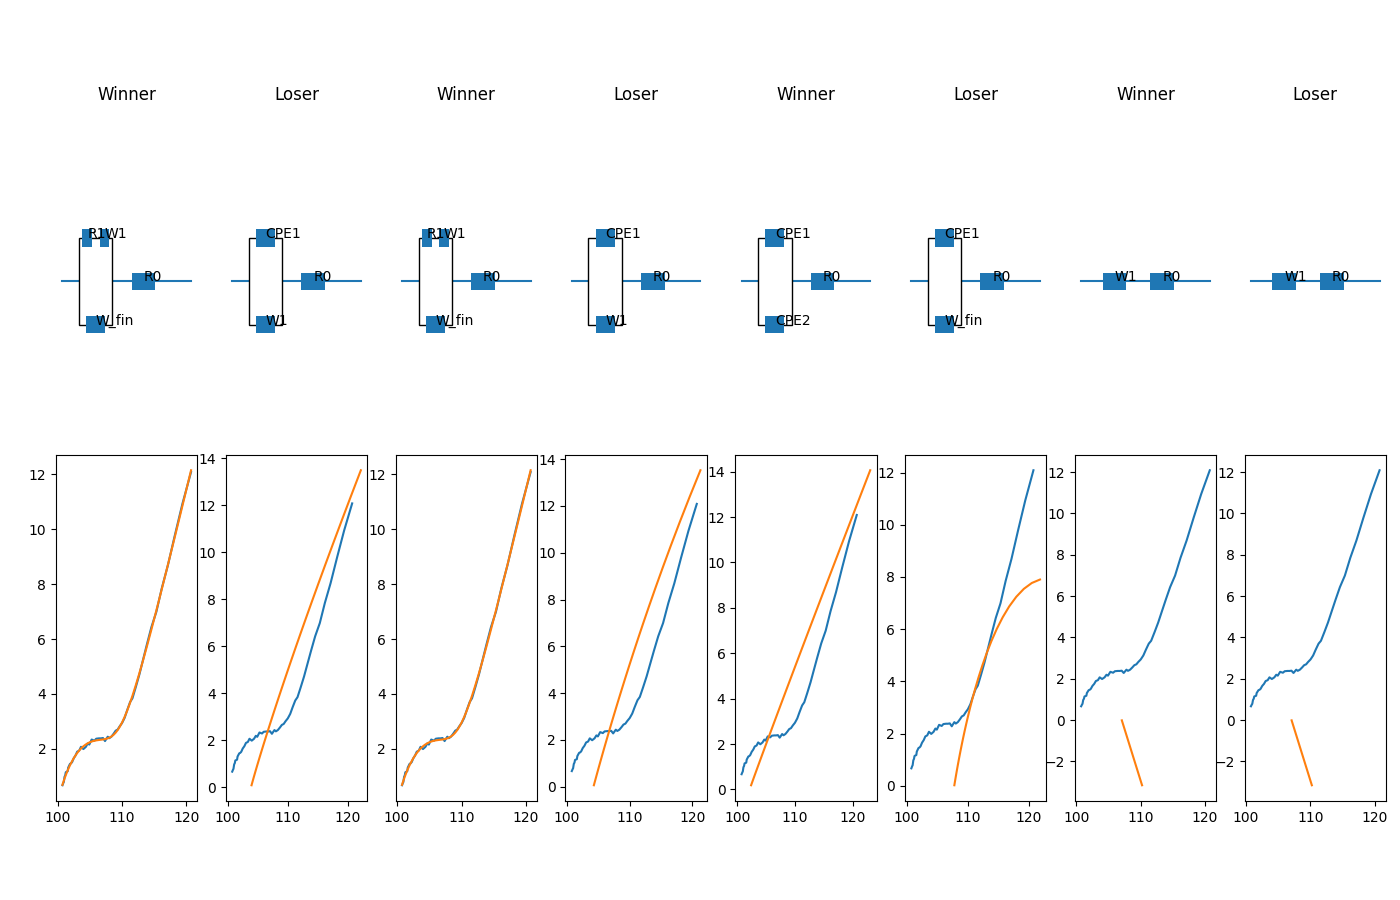 Winner Loser Winner Loser Winner Loser Winner Loser
R1 W1 CPE1 R1 W1 CPE1 CPE1 CPE1
R0 R0 R0 R0 R0 R0 W1 R0 W1 R0
W_fin W1 W_fin W1 CPE2 W_fin
12 14 12 14 14 12 12 12
10 12 10 12 12 10 10 10
8 10 8 10 10 8 8 8
6 8 6 8 8 6 6 6
4 6 4 6 6 4 4 4
2 4 2 4 4 2 2 2
2 2 2 0 0 0
0 0 0 −2 −2
100 110 120 100 110 120 100 110 120 100 110 120 100 110 120 100 110 120 100 110 120 100 110 120